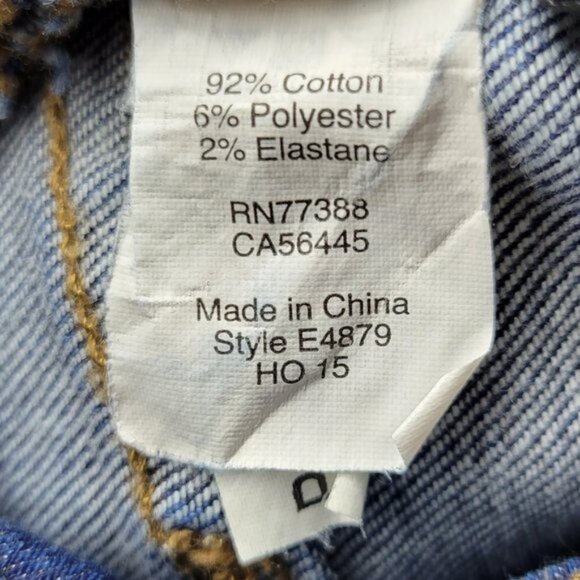 92% Cotton
6% Polyester
2% Elastane
RN77388
CA56445
Made in China
Style E4879
HO 15